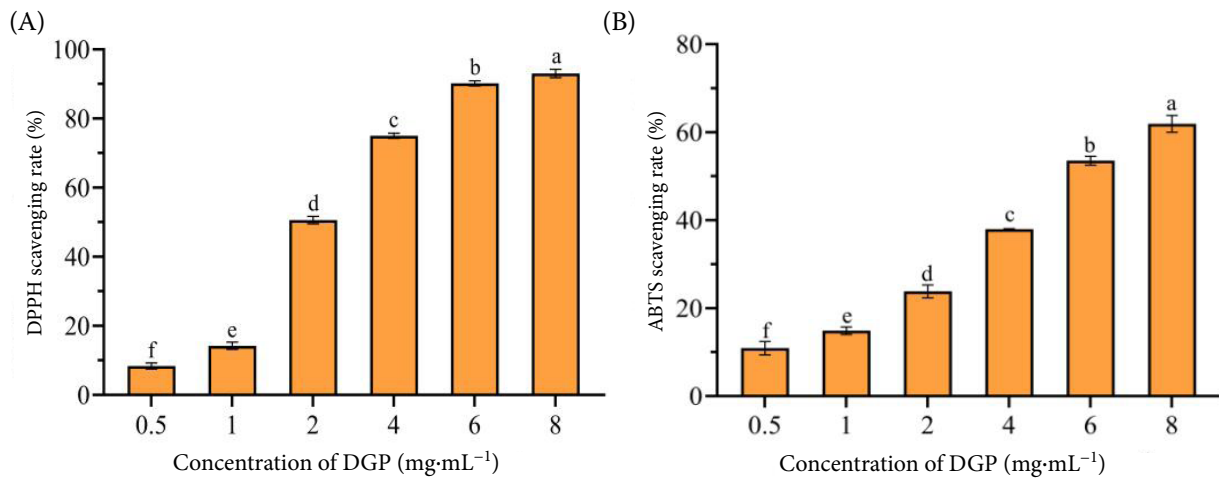 (A)
DPPH scavenging rate (%)
100
80
60
40
20
0
f
e
d
c
b
a
0.5 1 2 4 6 8
Concentration of DGP (mg·mL⁻¹)
(B)
ABTS scavenging rate (%)
80
60
40
20
0
f
e
d
c
b
a
0.5 1 2 4 6 8
Concentration of DGP (mg·mL⁻¹)